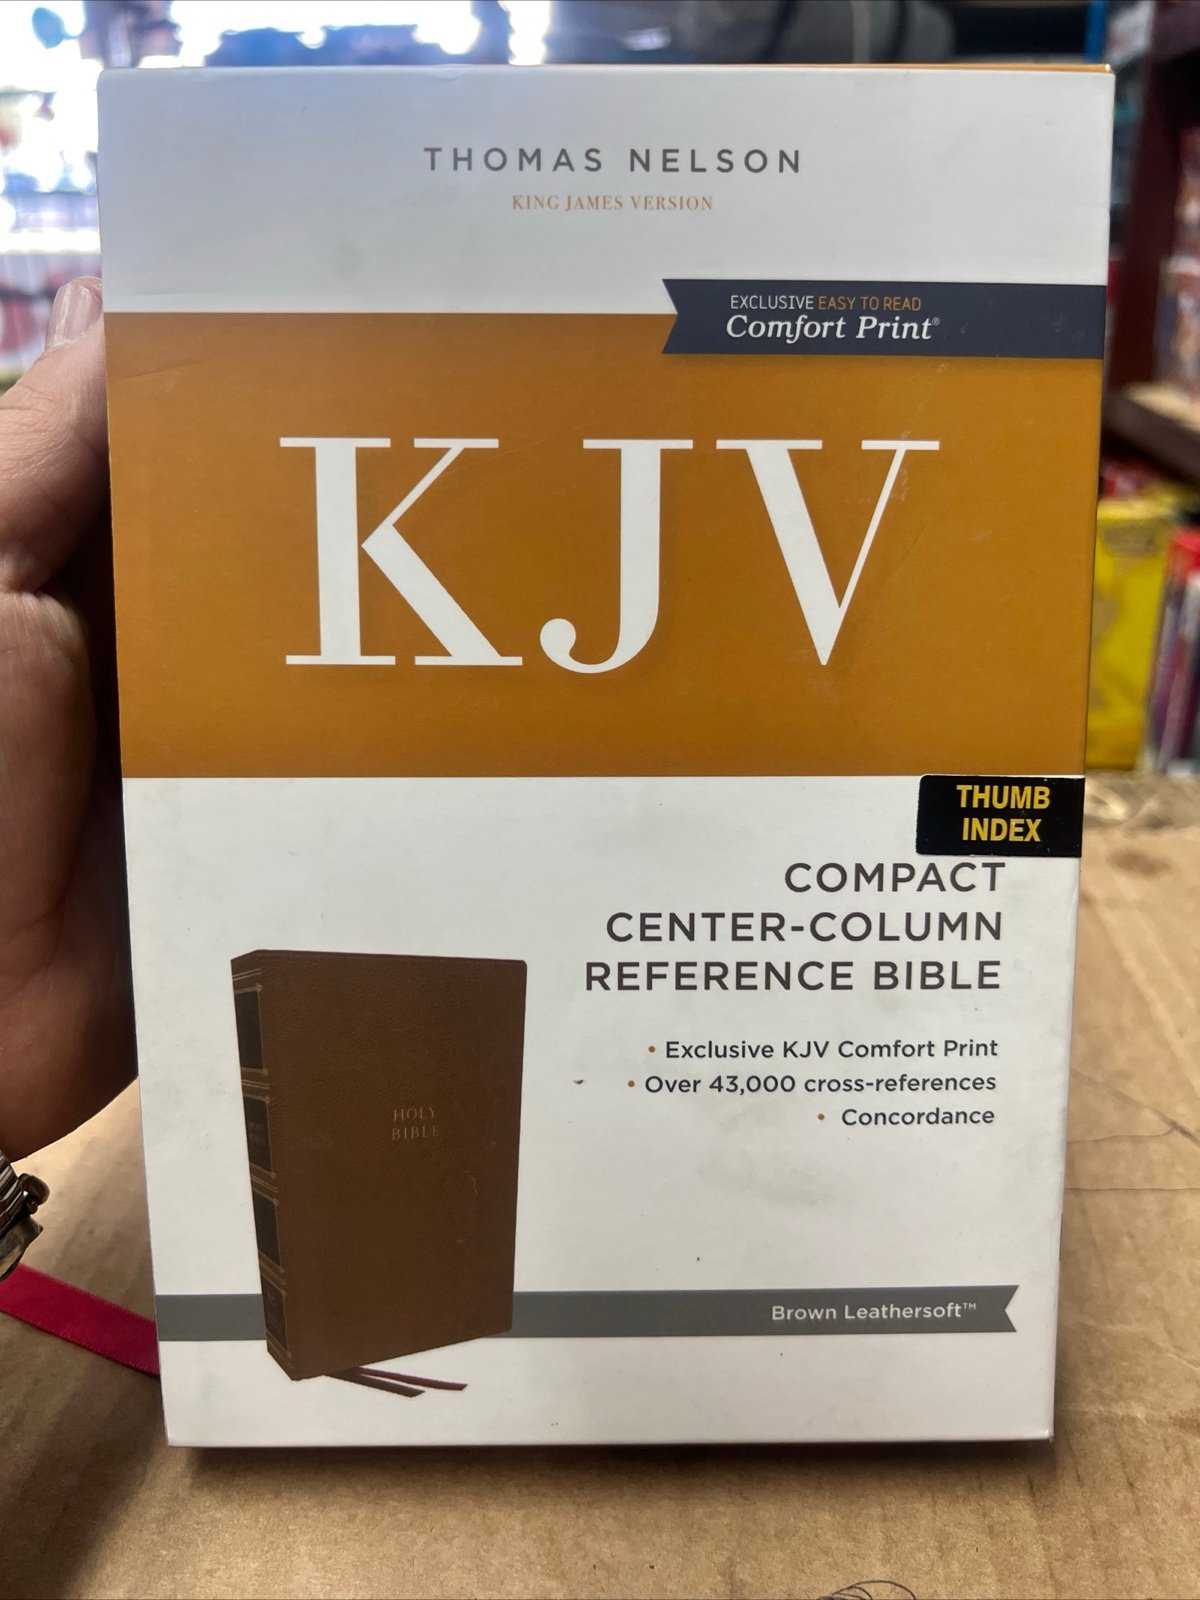 THOMAS NELSON
KING JAMES VERSION
EXCLUSIVE EASY TO READ
Comfort Print®
KJV
THUMB
INDEX
COMPACT
CENTER-COLUMN
REFERENCE BIBLE
• Exclusive KJV Comfort Print
• Over 43,000 cross-references
• Concordance
HOLY
BIBLE
Brown Leathersoft™